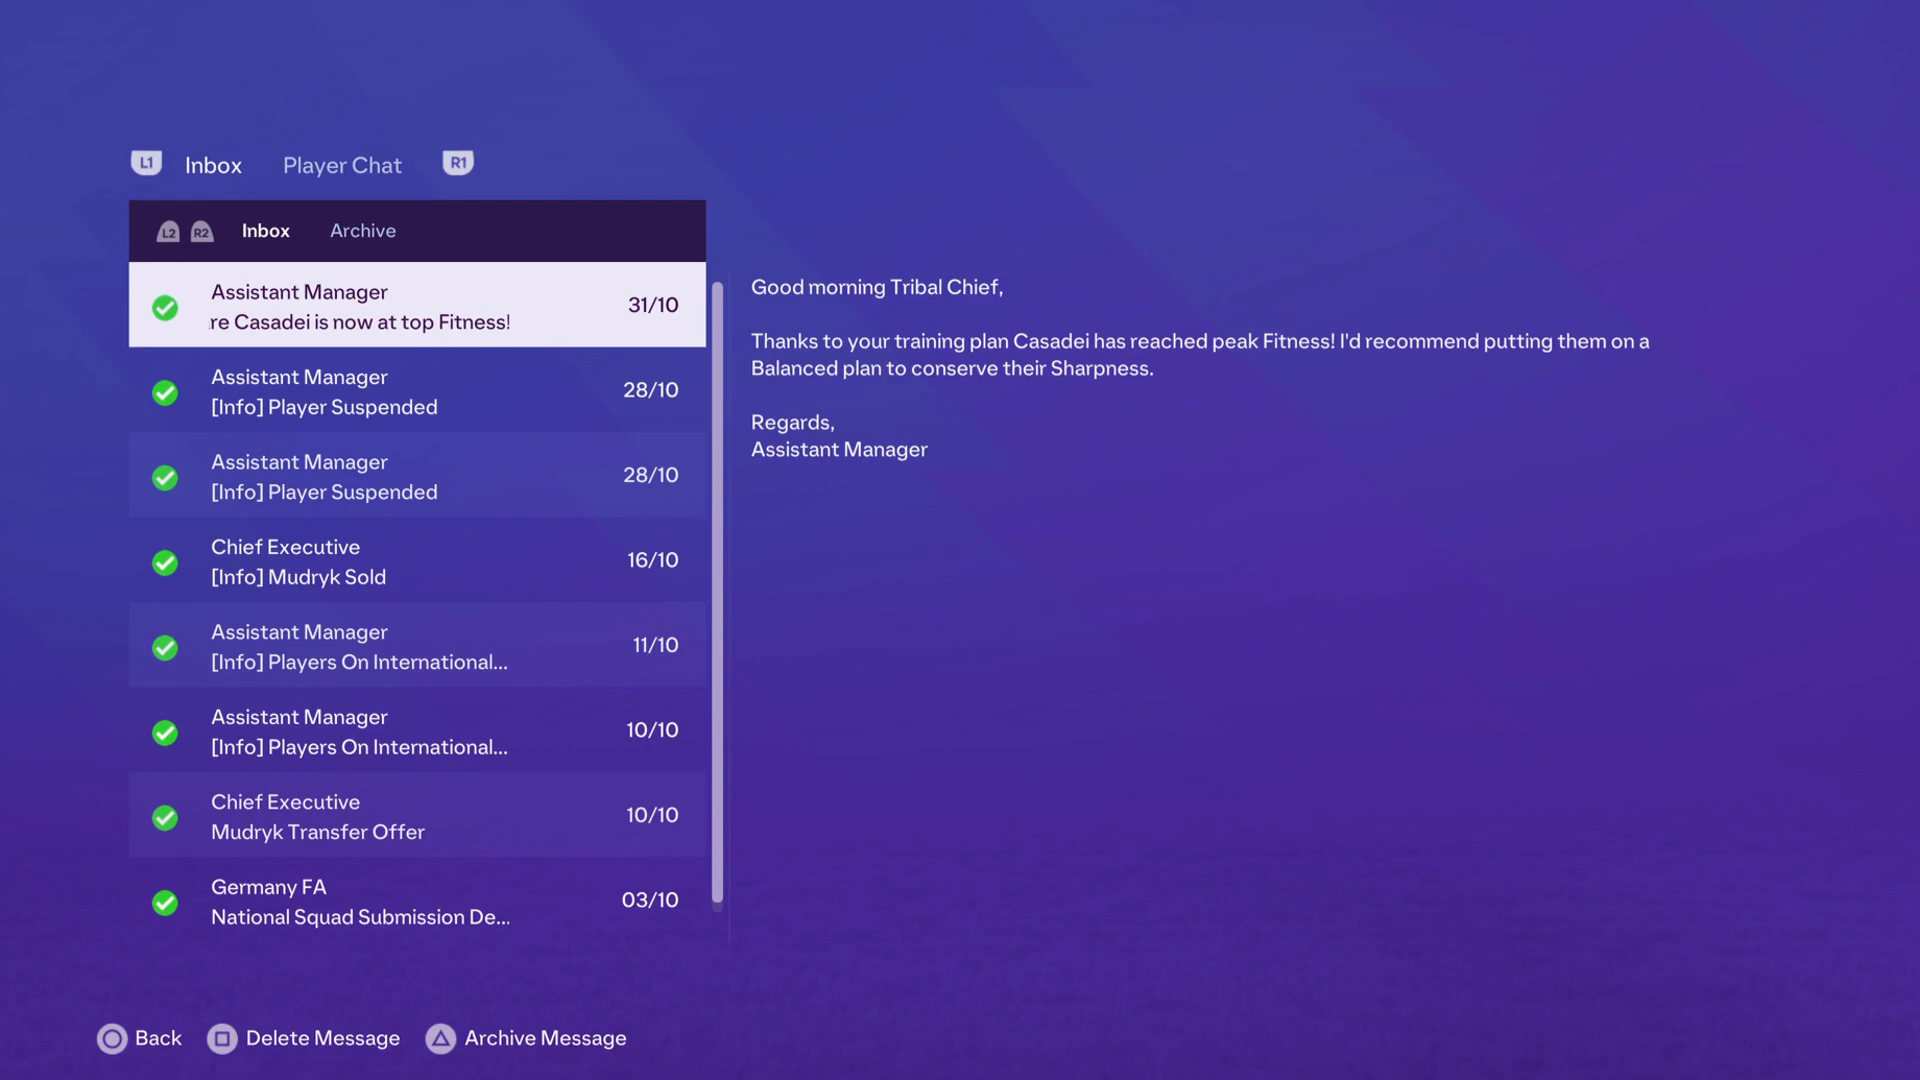 L1 Inbox Player Chat R1
L2 R2 Inbox Archive
Assistant Manager
re Casadei is now at top Fitness!
31/10
Assistant Manager
[Info] Player Suspended
28/10
Assistant Manager
[Info] Player Suspended
28/10
Chief Executive
[Info] Mudryk Sold
16/10
Assistant Manager
[Info] Players On International...
11/10
Assistant Manager
[Info] Players On International...
10/10
Chief Executive
Mudryk Transfer Offer
10/10
Germany FA
National Squad Submission De...
03/10
Good morning Tribal Chief,
Thanks to your training plan Casadei has reached peak Fitness! I'd recommend putting them on a
Balanced plan to conserve their Sharpness.
Regards,
Assistant Manager
Back Delete Message Archive Message